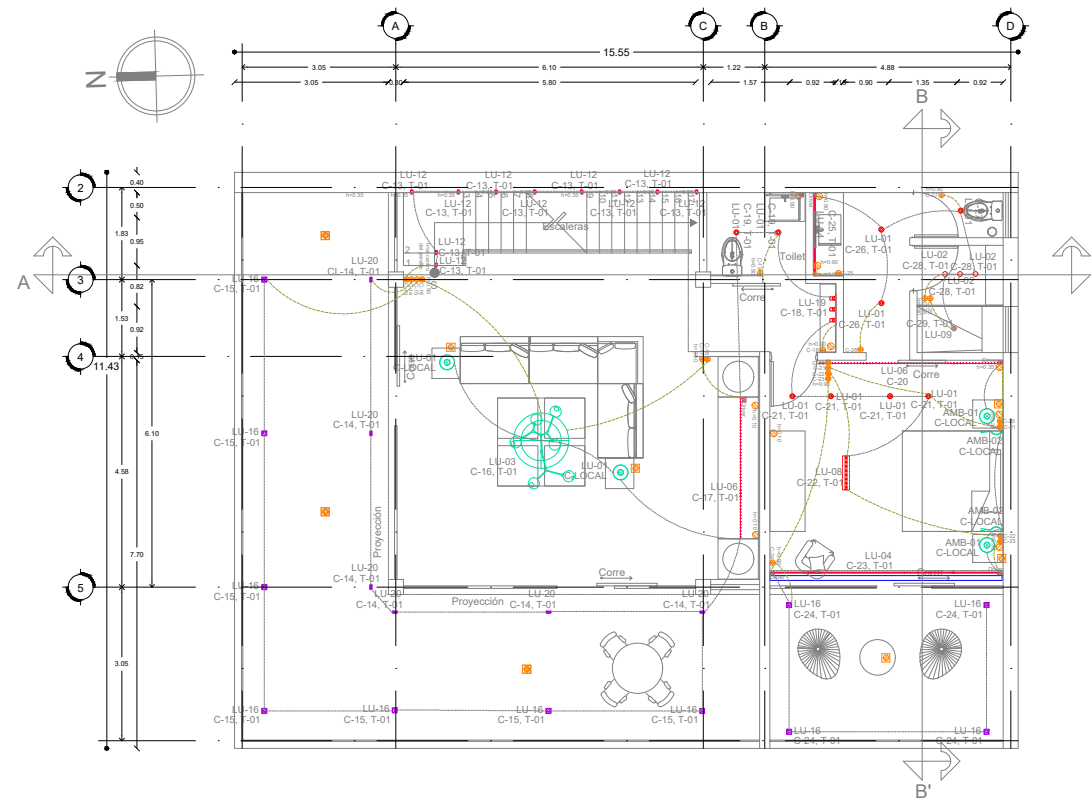 A
C
B
D
15.55
3.05
6.10
1.22
4.88
3.05
0.30
5.80
1.57
0.92
0.15
0.90
1.35
0.92
N
B
2
0.40
0.50
1.83
0.95
A
3
0.82
1.53
0.92
4
11.43
6.10
4.58
7.70
5
3.05
LU-12
C-13, T-01
LU-12
C-13, T-01
LU-12
C-13, T-01
LU-12
C-13, T-01
LU-12
C-13, T-01
LU-12
C-13, T-01
LU-12
C-13, T-01
LU-12
C-13, T-01
LU-12
C-13, T-01
Escaleras
LU-01
C-19, T-01
LU-01
Toilet
C-25, T-01
LU-01
C-26, T-01
LU-02
C-28, T-01
LU-02
C-28, T-01
LU-02
LU-16
C-15, T-01
LU-20
CL-14, T-01
Corre
LU-19
C-18, T-01
LU-01
C-26, T-01
C-29, T-01
LU-09
LU-01
C-LOCAL
LU-06
C-20
Corre
LU-01
C-21, T-01
LU-01
C-21, T-01
LU-01
C-21, T-01
LU-01
C-21, T-01
AMB-01
C-LOCAL
AMB-02
C-LOCAL
LU-16
C-15, T-01
LU-20
C-14, T-01
LU-03
C-16, T-01
LU-01
C-LOCAL
LU-06
C-17, T-01
LU-08
C-22, T-01
AMB-02
C-LOCAL
AMB-01
C-LOCAL
Proyección
LU-04
C-23, T-01
Corre
Corre
LU-16
C-15, T-01
LU-20
C-14, T-01
LU-20
C-14, T-01
Proyección
LU-20
C-14, T-01
LU-20
C-14, T-01
LU-16
C-24, T-01
LU-16
C-24, T-01
LU-16
C-15, T-01
LU-16
C-15, T-01
LU-16
C-15, T-01
LU-16
C-15, T-01
LU-16
C-24, T-01
LU-16
C-24, T-01
B'